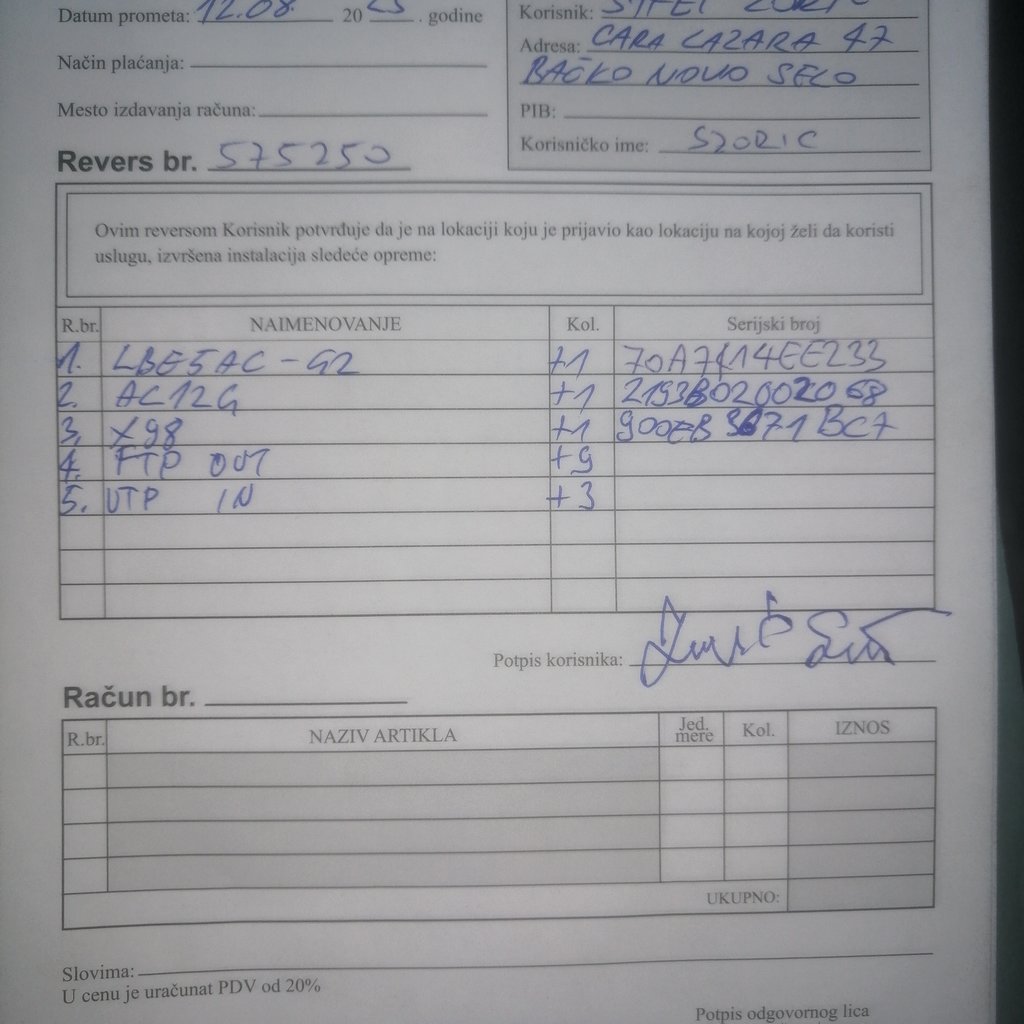 Datum prometa: 12.08 20 . godine
Korisnik: ZORIC
Adresa: CARA LAZARA 47
BAČKO NOVO SELO
Način plaćanja:
Mesto izdavanja računa:
PIB:
Korisničko ime: SZORIC
Revers br. 575250
Ovim reversom Korisnik potvrđuje da je na lokaciji koju je prijavio kao lokaciju na kojoj želi da koristi
uslugu, izvršena instalacija sledeće opreme:
R.br. NAIMENOVANJE Kol. Serijski broj
1. LBE5AC-G2 +1
2. AC12G +1 2193B02002068
3. X98 +1
4. FTP OUT +9
5. UTP IN +3
Potpis korisnika:
Račun br.
R.br. NAZIV ARTIKLA Jed. mere Kol. IZNOS
UKUPNO:
Slovima:
U cenu je uračunat PDV od 20%
Potpis odgovornog lica